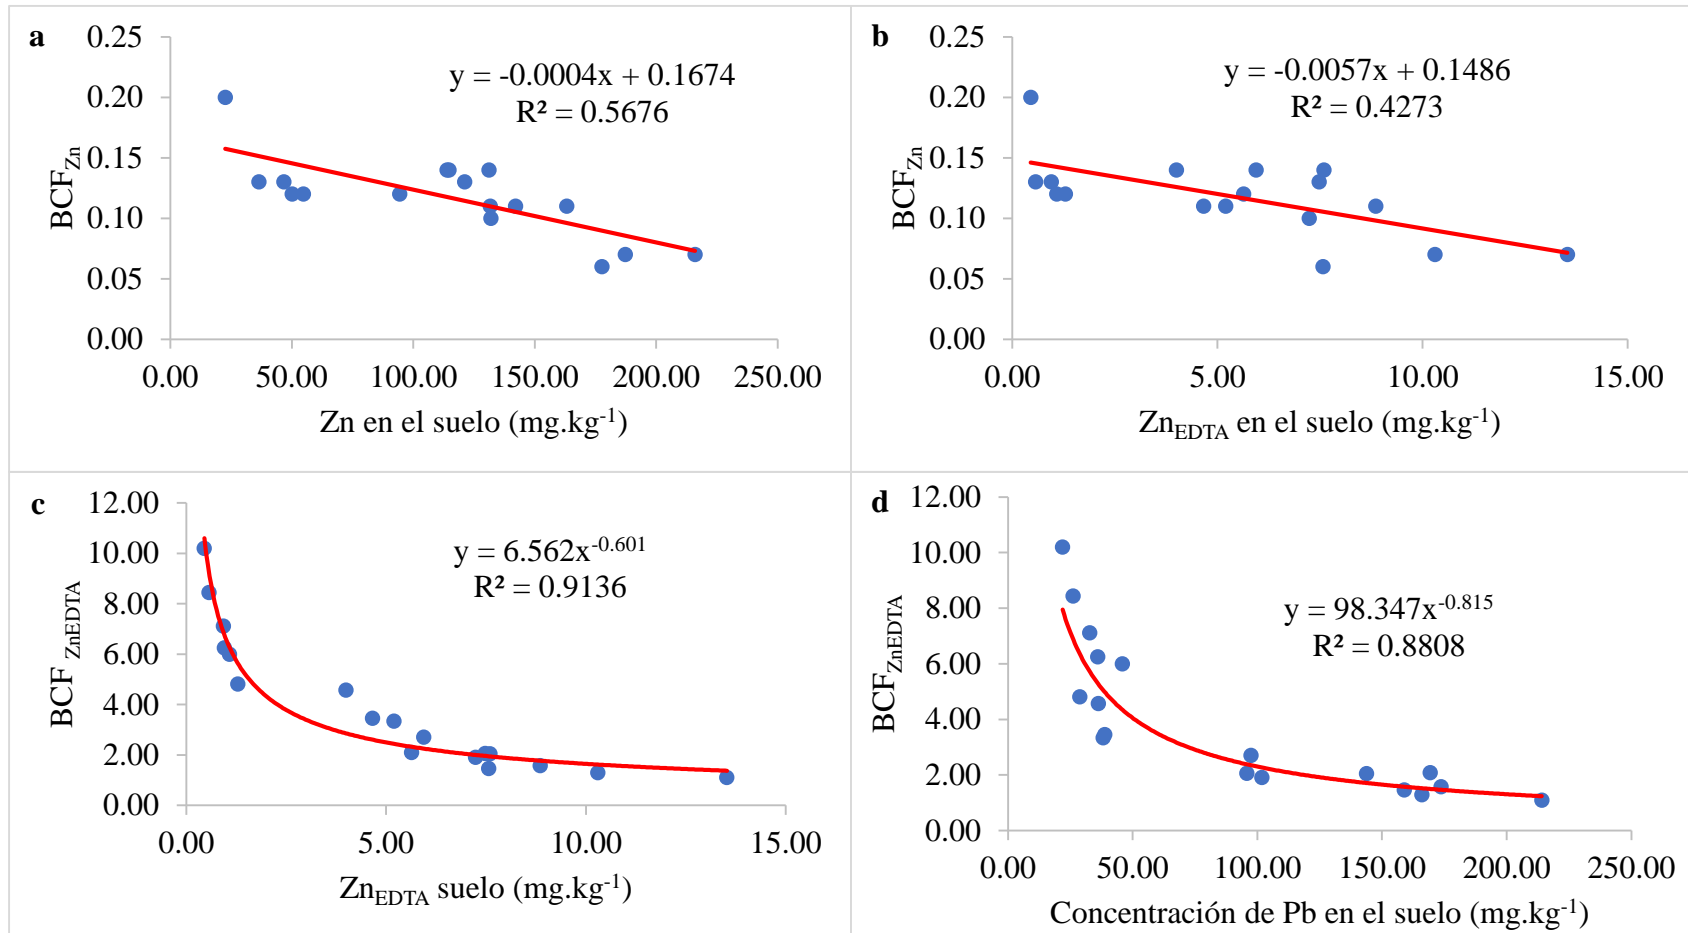 a
0.25
0.20
0.15
0.10
0.05
0.00
BCF_Zn
y = -0.0004x + 0.1674
R² = 0.5676
0.00 50.00 100.00 150.00 200.00 250.00
Zn en el suelo (mg.kg⁻¹)
b
0.25
0.20
0.15
0.10
0.05
0.00
BCF_Zn
y = -0.0057x + 0.1486
R² = 0.4273
0.00 5.00 10.00 15.00
Zn_EDTA en el suelo (mg.kg⁻¹)
c
12.00
10.00
8.00
6.00
4.00
2.00
0.00
BCF _ZnEDTA
y = 6.562x⁻⁰·⁶⁰¹
R² = 0.9136
0.00 5.00 10.00 15.00
Zn_EDTA suelo (mg.kg⁻¹)
d
12.00
10.00
8.00
6.00
4.00
2.00
0.00
BCF_ZnEDTA
y = 98.347x⁻⁰·⁸¹⁵
R² = 0.8808
0.00 50.00 100.00 150.00 200.00 250.00
Concentración de Pb en el suelo (mg.kg⁻¹)